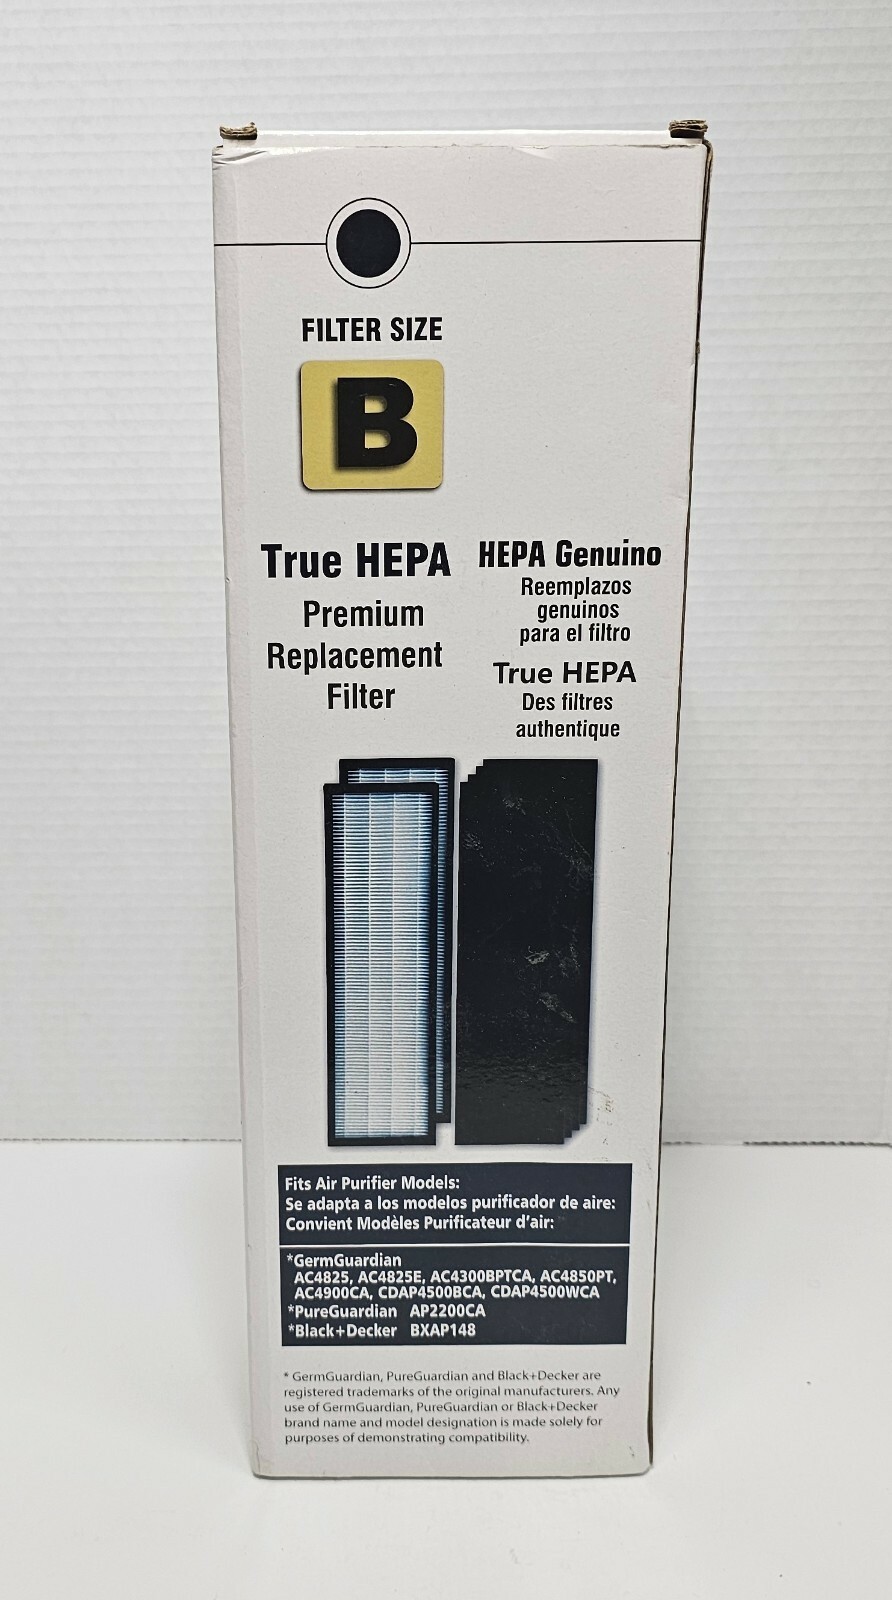 FILTER SIZE
B
True HEPA
Premium
Replacement
Filter
HEPA Genuino
Reemplazos
genuinos
para el filtro
True HEPA
Des filtres
authentique
Fits Air Purifier Models:
Se adapta a los modelos purificador de aire:
Convient Modèles Purificateur d'air:
*GermGuardian
AC4825, AC4825E, AC4300BPTCA, AC4850PT,
AC4900CA, CDAP4500BCA, CDAP4500WCA
*PureGuardian AP2200CA
*Black+Decker BXAP148
* GermGuardian, PureGuardian and Black+Decker are
registered trademarks of the original manufacturers. Any
use of GermGuardian, PureGuardian or Black+Decker
brand name and model designation is made solely for
purposes of demonstrating compatibility.